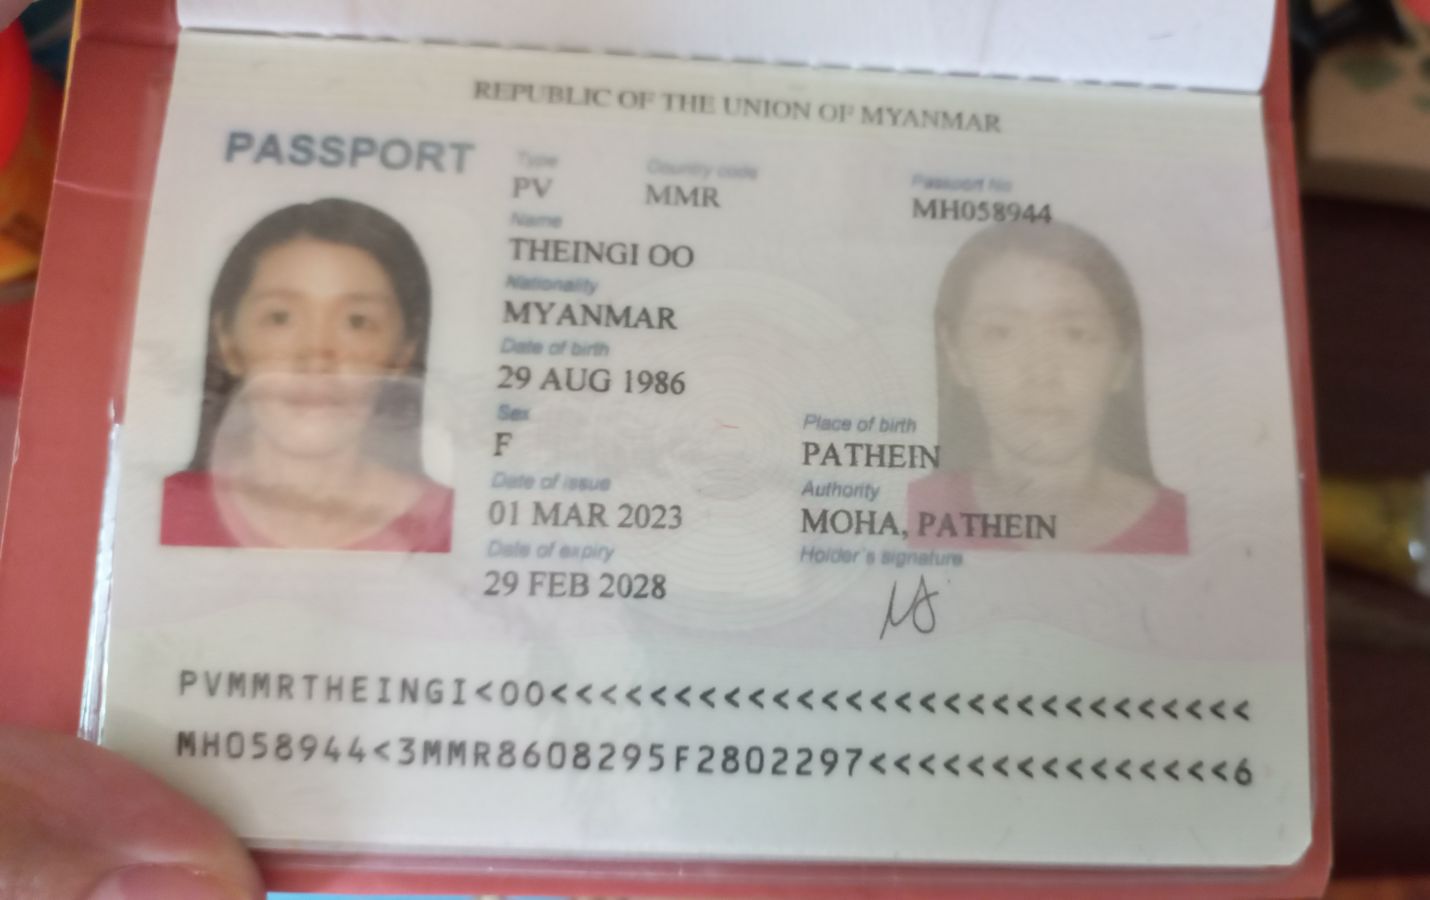 REPUBLIC OF THE UNION OF MYANMAR
PASSPORT
Type Country code Passport No
PV MMR MH058944
Name
THEINGI OO
Nationality
MYANMAR
Date of birth
29 AUG 1986
Sex Place of birth
F PATHEIN
Date of issue Authority
01 MAR 2023 MOHA, PATHEIN
Date of expiry Holder's signature
29 FEB 2028
PVMMRTHEINGI<OO<<<<<<<<<<<<<<<<<<<<<<<<<<<<<
MH058944<3MMR8608295F2802297<<<<<<<<<<<<<<<6